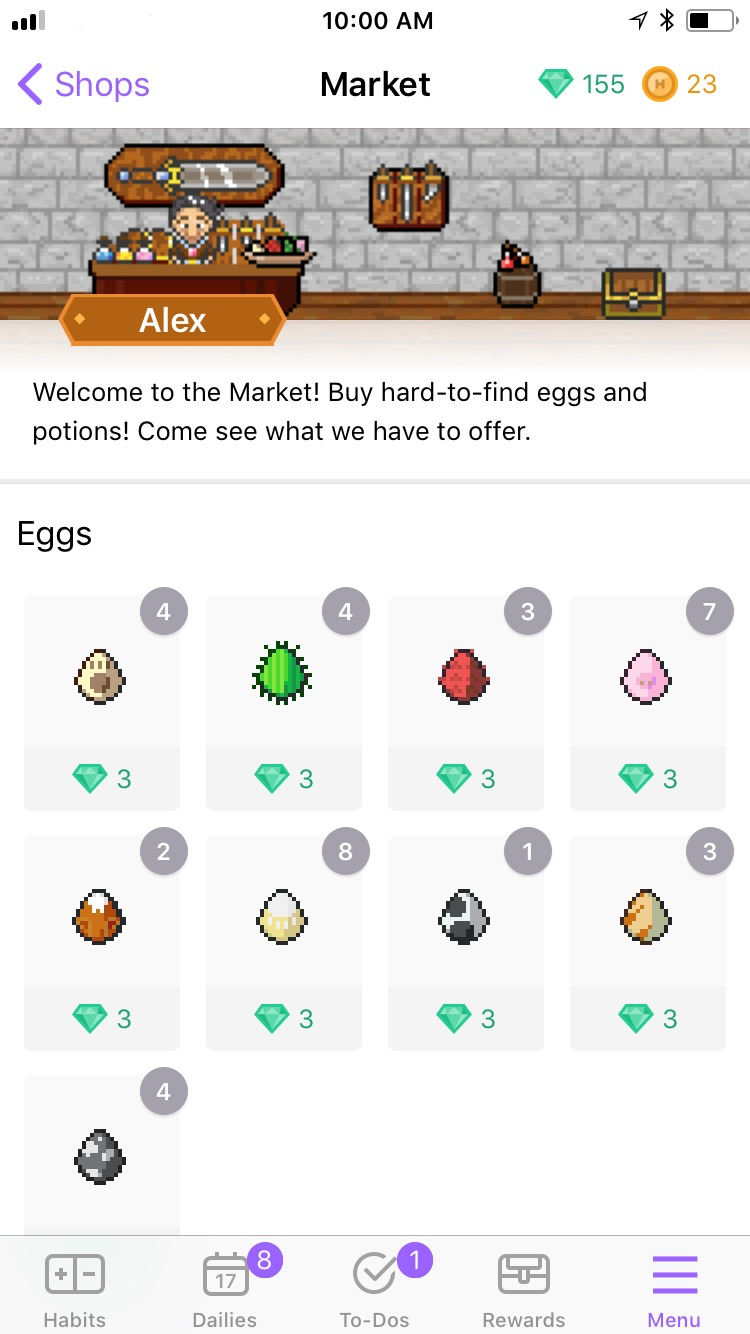 10:00 AM
Shops
Market
155
23
Alex
Welcome to the Market! Buy hard-to-find eggs and
potions! Come see what we have to offer.
Eggs
4 4 3 7
3 3 3 3
2 8 1 3
3 3 3 3
4
8 1
17
Habits Dailies To-Dos Rewards Menu